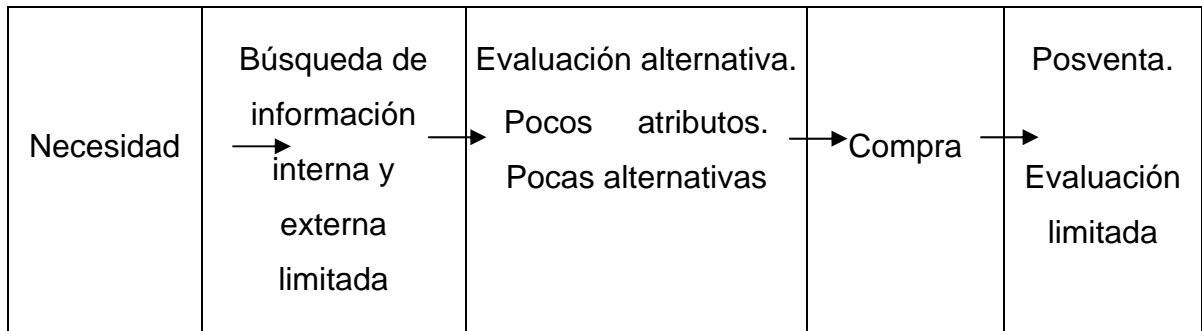 Necesidad
Búsqueda de
información
interna y
externa
limitada
Evaluación alternativa.
Pocos atributos.
Pocas alternativas
Compra
Posventa.
Evaluación
limitada